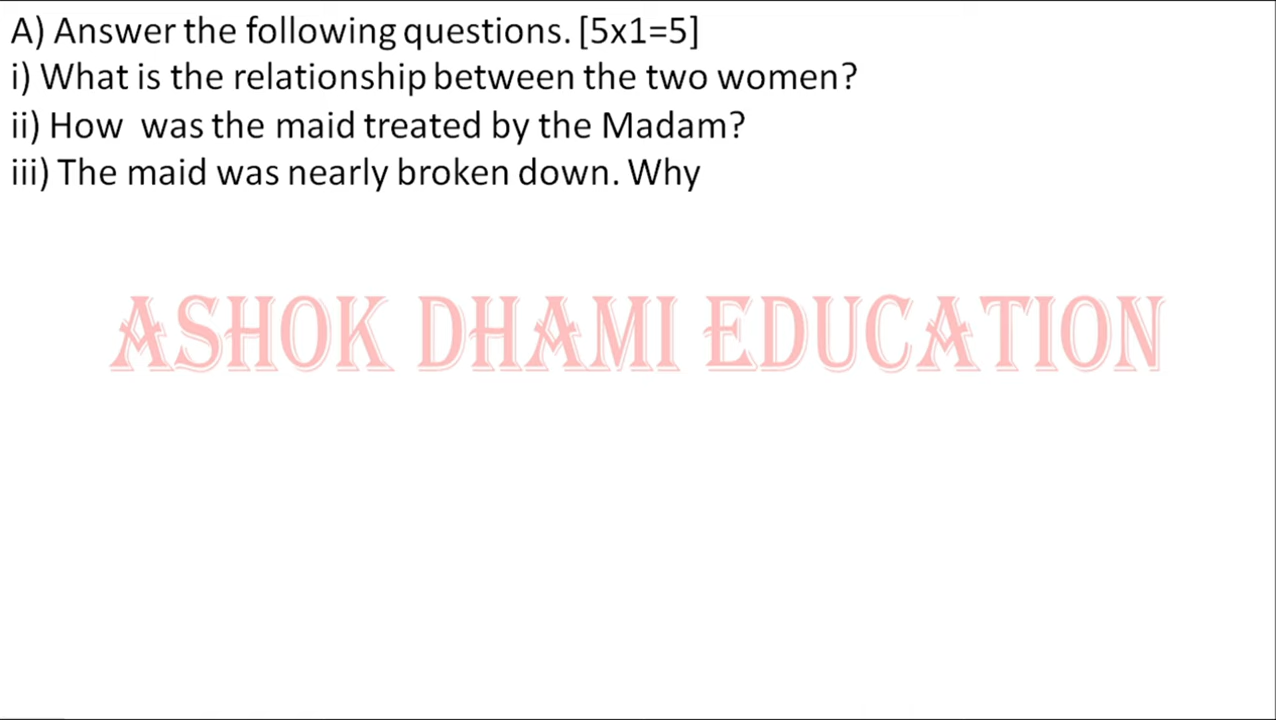 A) Answer the following questions. [5x1=5]
i) What is the relationship between the two women?
ii) How  was the maid treated by the Madam?
iii) The maid was nearly broken down. Why
ASHOK DHAMI EDUCATION